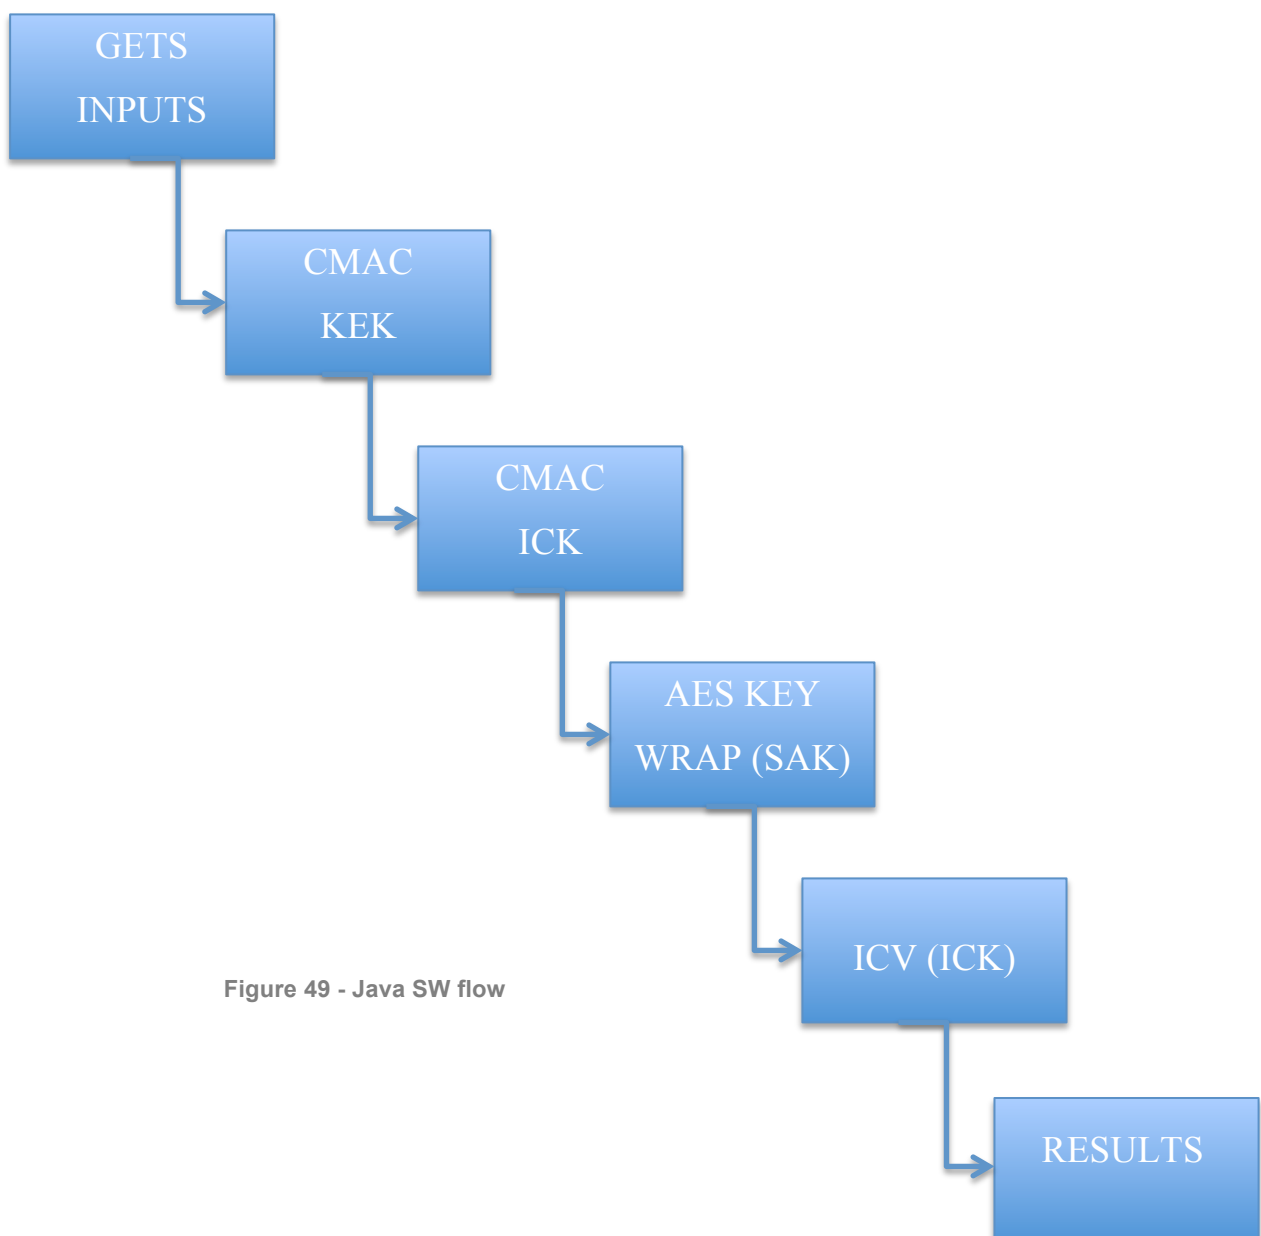 GETS
INPUTS
CMAC
KEK
CMAC
ICK
AES KEY
WRAP (SAK)
ICV (ICK)
Figure 49 - Java SW flow
RESULTS